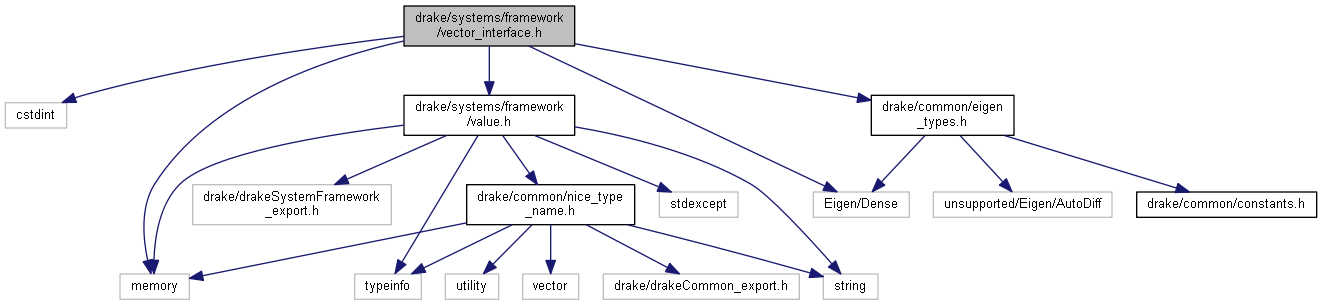 drake/systems/framework
/vector_interface.h
cstdint
drake/systems/framework
/value.h
drake/common/eigen
_types.h
drake/drakeSystemFramework
_export.h
drake/common/nice_type
_name.h
stdexcept
Eigen/Dense
unsupported/Eigen/AutoDiff
drake/common/constants.h
memory
typeinfo
utility
vector
drake/drakeCommon_export.h
string